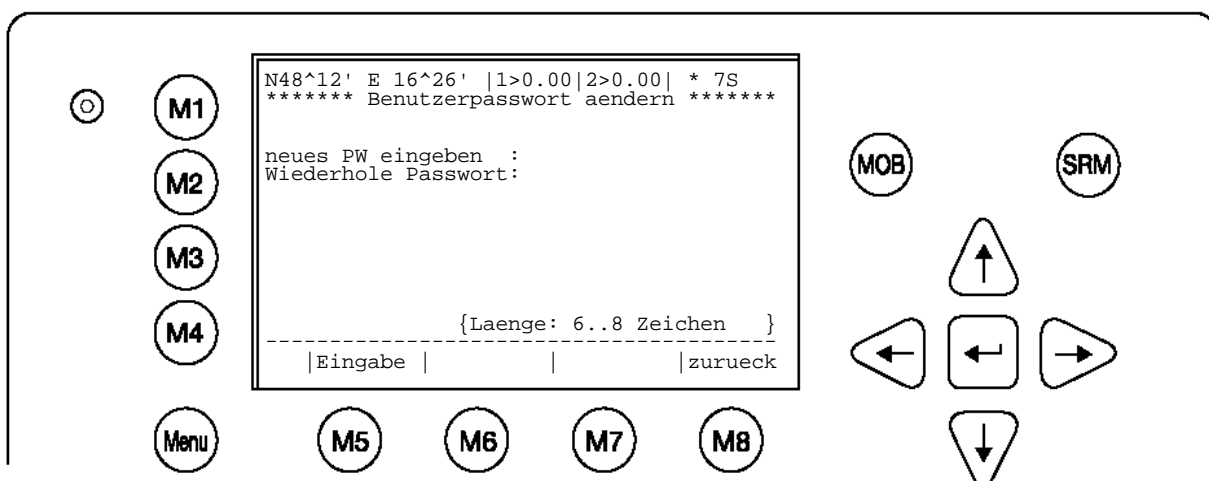 N48^12' E 16^26' |1>0.00|2>0.00| * 7S
******* Benutzerpasswort aendern *******
neues PW eingeben :
Wiederhole Passwort:
{Laenge: 6..8 Zeichen }
----------------------------------------
|Eingabe | | |zurueck
M1
M2
M3
M4
Menu
M5
M6
M7
M8
MOB
SRM